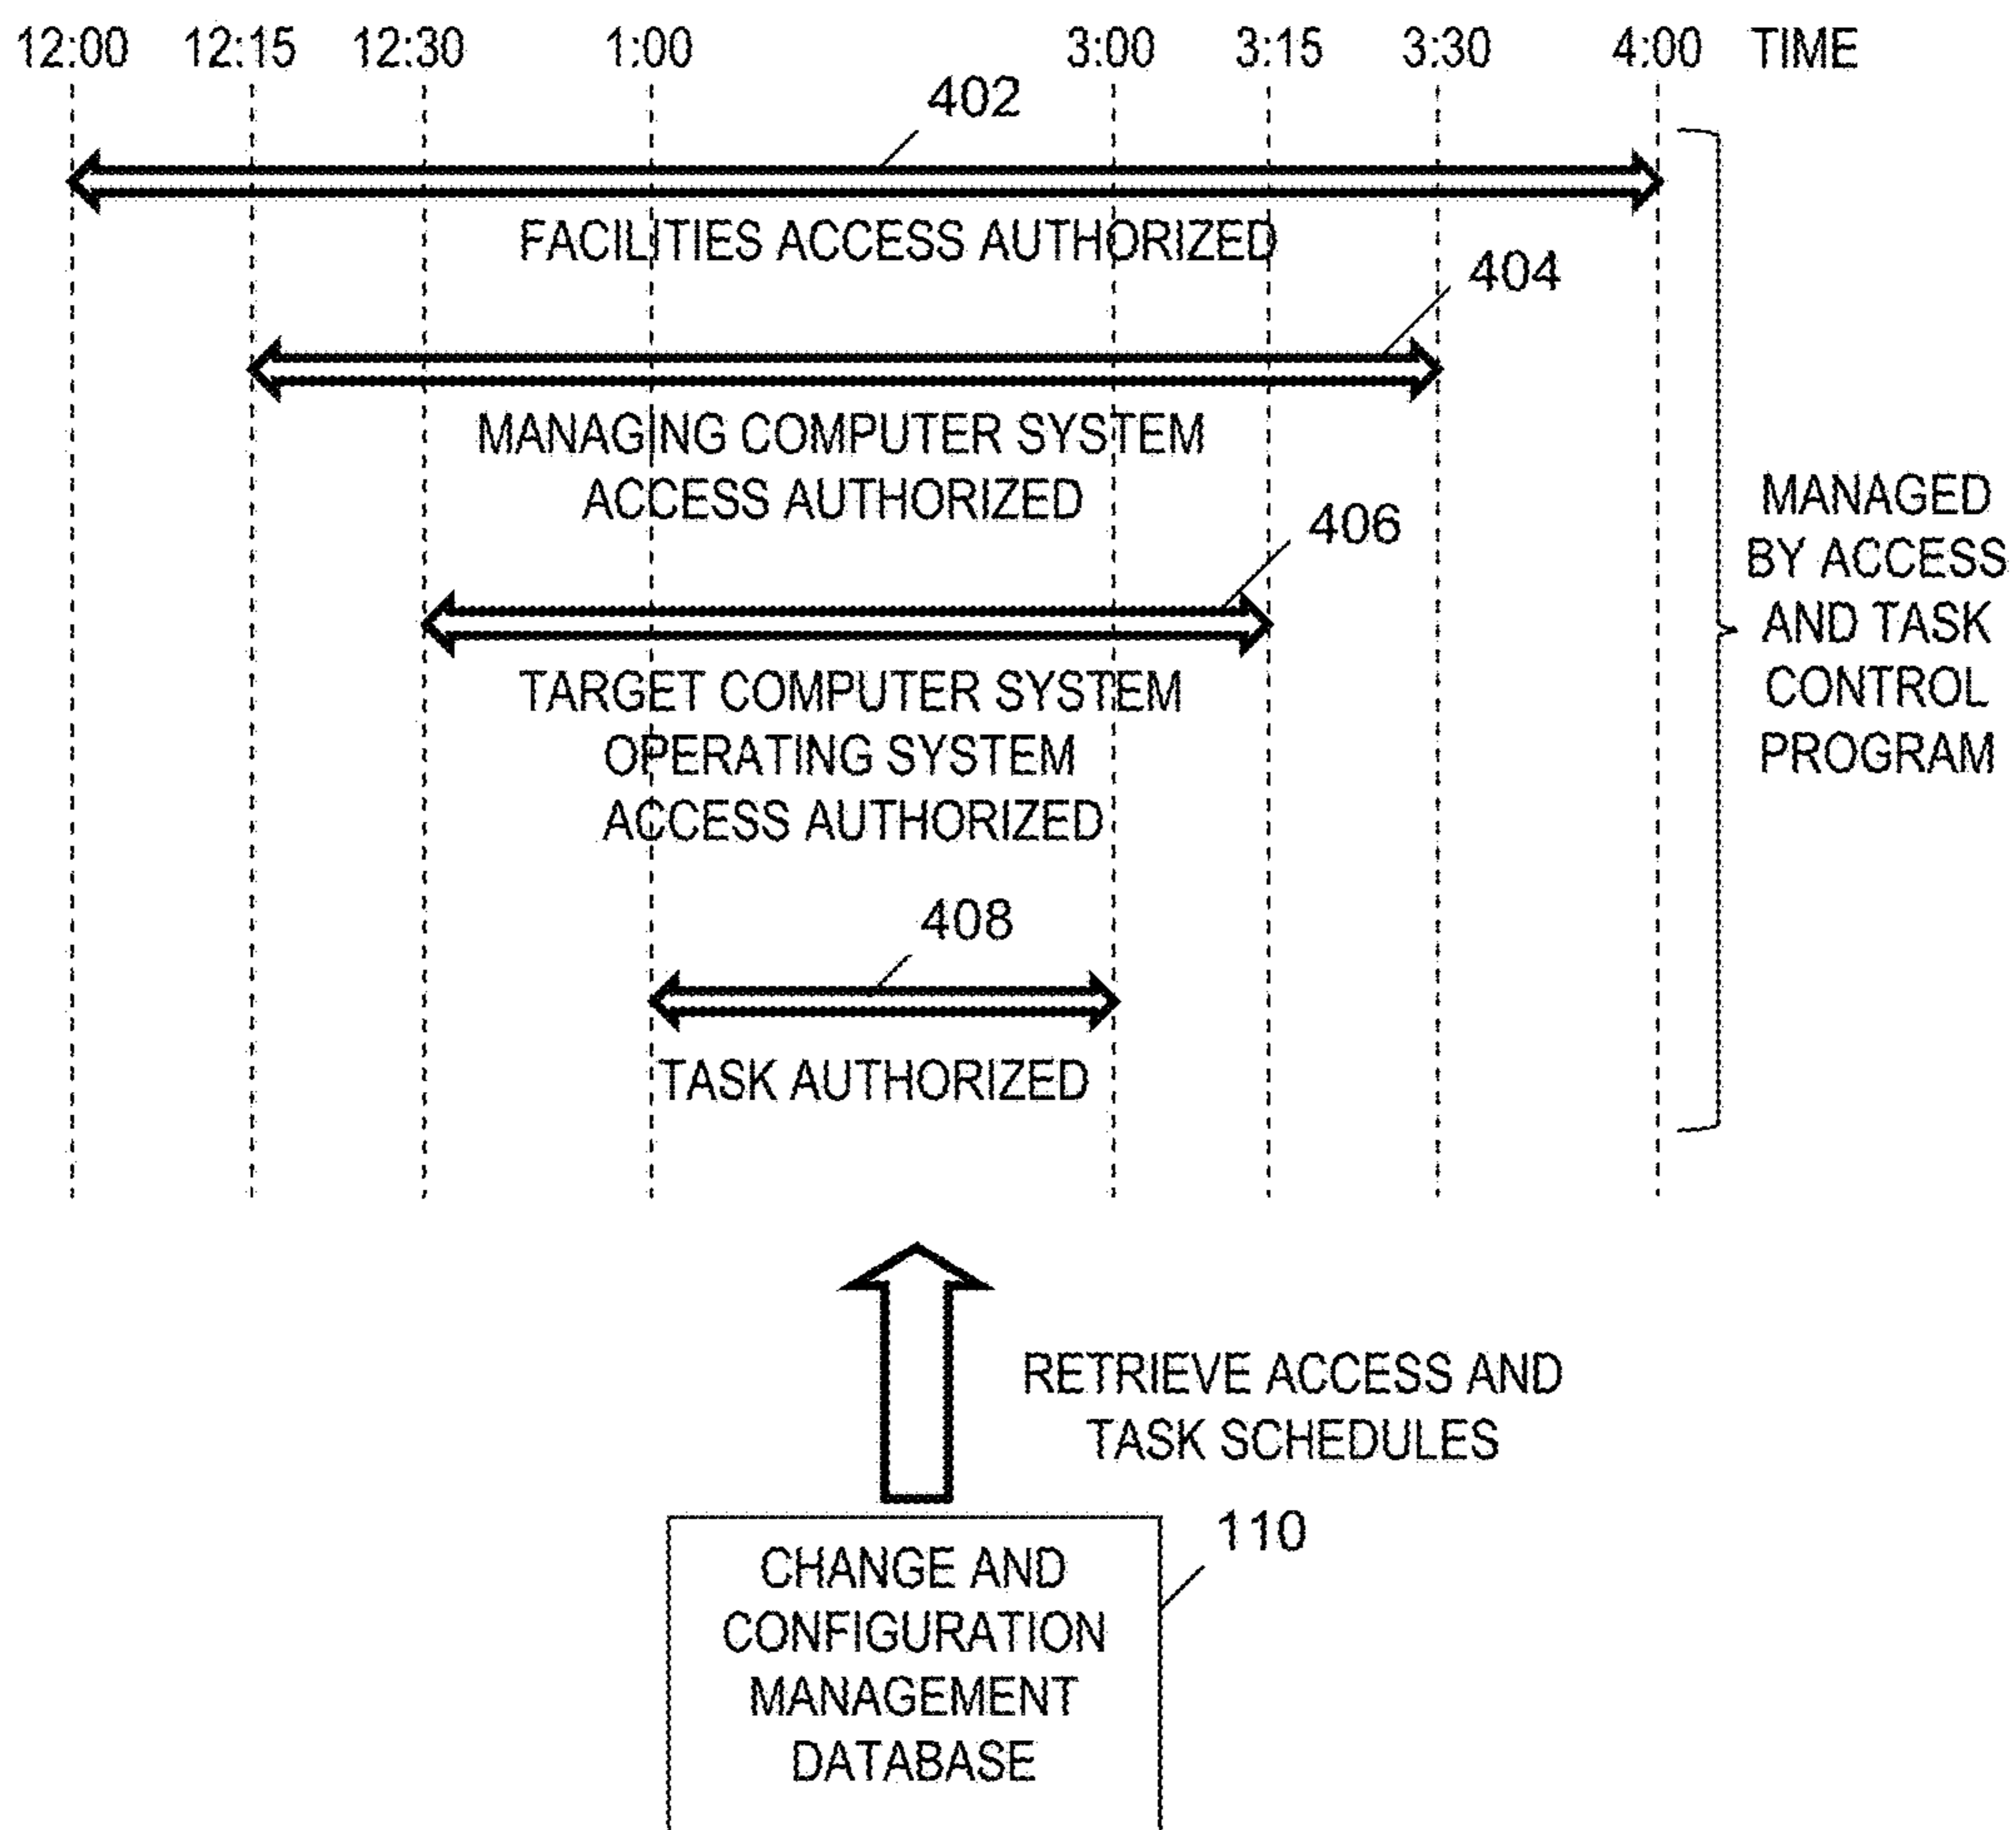 12:00 12:15 12:30 1:00 3:00 3:15 3:30 4:00 TIME
402
FACILITIES ACCESS AUTHORIZED
404
MANAGING COMPUTER SYSTEM
ACCESS AUTHORIZED
406
TARGET COMPUTER SYSTEM
OPERATING SYSTEM
ACCESS AUTHORIZED
408
TASK AUTHORIZED
MANAGED
BY ACCESS
AND TASK
CONTROL
PROGRAM
RETRIEVE ACCESS AND
TASK SCHEDULES
110
CHANGE AND
CONFIGURATION
MANAGEMENT
DATABASE